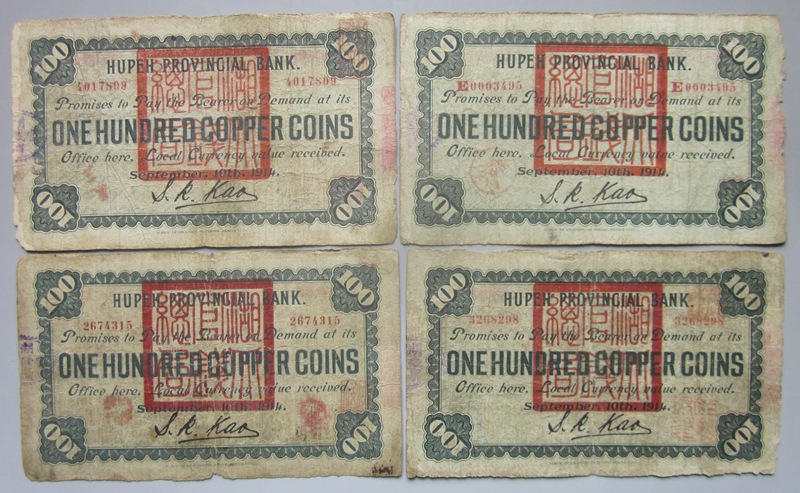 100 100
HUPEH PROVINCIAL BANK.
4017899 4017899
Promises to Pay the Bearer on Demand at its
ONE HUNDRED COPPER COINS
Office here. Local Currency value received.
September. 10th. 1914.
S. K. Kao
100 100
100 100
HUPEH PROVINCIAL BANK.
E0003495 E0003495
Promises to Pay the Bearer on Demand at its
ONE HUNDRED COPPER COINS
Office here. Local Currency value received.
September. 10th. 1914.
S. K. Kao
100 100
100 100
HUPEH PROVINCIAL BANK.
2674315 2674315
Promises to Pay the Bearer on Demand at its
ONE HUNDRED COPPER COINS
Office here. Local Currency value received.
September. 10th. 1914.
S. K. Kao
100 100
100 100
HUPEH PROVINCIAL BANK.
3268298 3268298
Promises to Pay the Bearer on Demand at its
ONE HUNDRED COPPER COINS
Office here. Local Currency value received.
September. 10th. 1914.
S. K. Kao
100 100